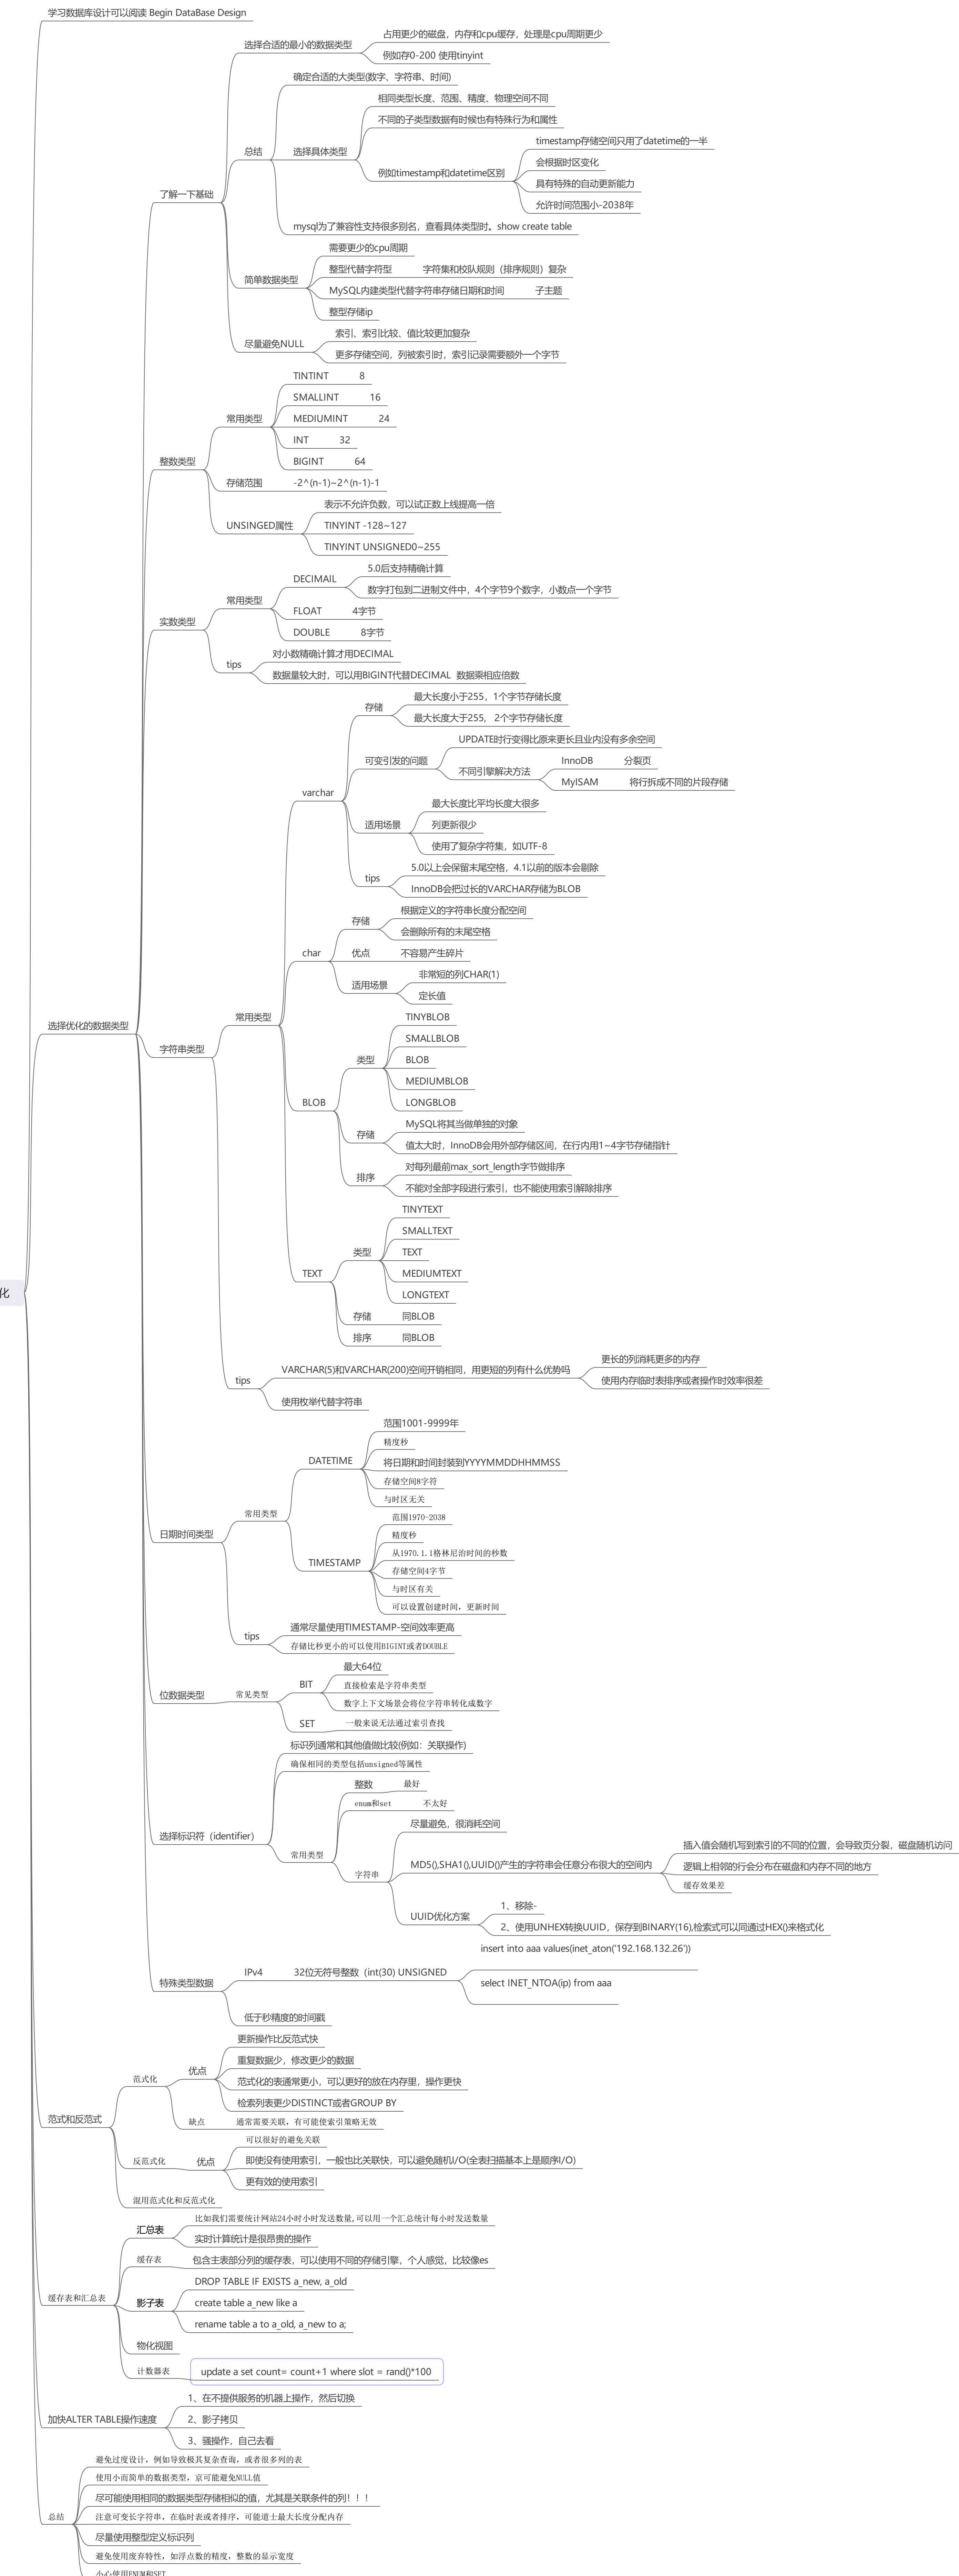 学习数据库设计可以阅读 Begin DataBase Design
选择合适的最小的数据类型
占用更少的磁盘，内存和cpu缓存，处理是cpu周期更少
例如存0-200 使用tinyint
了解一下基础
总结
确定合适的大类型(数字、字符串、时间)
选择具体类型
相同类型长度、范围、精度、物理空间不同
不同的子类型数据有时候也有特殊行为和属性
例如timestamp和datetime区别
timestamp存储空间只用了datetime的一半
会根据时区变化
具有特殊的自动更新能力
允许时间范围小-2038年
mysql为了兼容性支持很多别名，查看具体类型时。show create table
简单数据类型
需要更少的cpu周期
整型代替字符型 字符集和校队规则（排序规则）复杂
MySQL内建类型代替字符串存储日期和时间 子主题
整型存储ip
尽量避免NULL
索引、索引比较、值比较更加复杂
更多存储空间，列被索引时，索引记录需要额外一个字节
整数类型
常用类型
TINTINT 8
SMALLINT 16
MEDIUMINT 24
INT 32
BIGINT 64
存储范围 -2^(n-1)~2^(n-1)-1
UNSINGED属性
表示不允许负数，可以试正数上线提高一倍
TINYINT -128~127
TINYINT UNSIGNED0~255
实数类型
常用类型
DECIMAIL
5.0后支持精确计算
数字打包到二进制文件中，4个字节9个数字，小数点一个字节
FLOAT 4字节
DOUBLE 8字节
tips
对小数精确计算才用DECIMAL
数据量较大时，可以用BIGINT代替DECIMAL 数据乘相应倍数
选择优化的数据类型
字符串类型
常用类型
varchar
存储
最大长度小于255，1个字节存储长度
最大长度大于255， 2个字节存储长度
可变引发的问题
UPDATE时行变得比原来更长且业内没有多余空间
不同引擎解决方法
InnoDB 分裂页
MyISAM 将行拆成不同的片段存储
适用场景
最大长度比平均长度大很多
列更新很少
使用了复杂字符集，如UTF-8
tips
5.0以上会保留末尾空格，4.1以前的版本会剔除
InnoDB会把过长的VARCHAR存储为BLOB
char
存储
根据定义的字符串长度分配空间
会删除所有的末尾空格
优点 不容易产生碎片
适用场景
非常短的列CHAR(1)
定长值
BLOB
类型
TINYBLOB
SMALLBLOB
BLOB
MEDIUMBLOB
LONGBLOB
存储
MySQL将其当做单独的对象
值太大时，InnoDB会用外部存储区间，在行内用1~4字节存储指针
排序
对每列最前max_sort_length字节做排序
不能对全部字段进行索引，也不能使用索引解除排序
TEXT
类型
TINYTEXT
SMALLTEXT
TEXT
MEDIUMTEXT
LONGTEXT
存储 同BLOB
排序 同BLOB
tips
VARCHAR(5)和VARCHAR(200)空间开销相同，用更短的列有什么优势吗
更长的列消耗更多的内存
使用内存临时表排序或者操作时效率很差
使用枚举代替字符串
化
日期时间类型
常用类型
DATETIME
范围1001-9999年
精度秒
将日期和时间封装到YYYYMMDDHHMMSS
存储空间8字符
与时区无关
TIMESTAMP
范围1970-2038
精度秒
从1970.1.1格林尼治时间的秒数
存储空间4字节
与时区有关
可以设置创建时间，更新时间
tips
通常尽量使用TIMESTAMP-空间效率更高
存储比秒更小的可以使用BIGINT或者DOUBLE
位数据类型
常见类型
BIT
最大64位
直接检索是字符串类型
数字上下文场景会将位字符串转化成数字
SET 一般来说无法通过索引查找
选择标识符（identifier）
标识列通常和其他值做比较(例如：关联操作)
确保相同的类型包括unsigned等属性
常用类型
整数 最好
enum和set 不太好
字符串
尽量避免，很消耗空间
MD5(),SHA1(),UUID()产生的字符串会任意分布很大的空间内
插入值会随机写到索引的不同的位置，会导致页分裂，磁盘随机访问
逻辑上相邻的行会分布在磁盘和内存不同的地方
缓存效果差
UUID优化方案
1、移除-
2、使用UNHEX转换UUID，保存到BINARY(16),检索式可以同通过HEX()来格式化
特殊类型数据
IPv4 32位无符号整数（int(30) UNSIGNED
insert into aaa values(inet_aton('192.168.132.26'))
select INET_NTOA(ip) from aaa
低于秒精度的时间戳
范式和反范式
范式化
优点
更新操作比反范式快
重复数据少，修改更少的数据
范式化的表通常更小，可以更好的放在内存里，操作更快
检索列表更少DISTINCT或者GROUP BY
缺点 通常需要关联，有可能使索引策略无效
反范式化
优点
可以很好的避免关联
即使没有使用索引，一般也比关联快，可以避免随机I/O(全表扫描基本上是顺序I/O)
更有效的使用索引
混用范式化和反范式化
缓存表和汇总表
汇总表
比如我们需要统计网站24小时小时发送数量,可以用一个汇总统计每小时发送数量
实时计算统计是很昂贵的操作
缓存表 包含主表部分列的缓存表，可以使用不同的存储引擎，个人感觉，比较像es
影子表
DROP TABLE IF EXISTS a_new, a_old
create table a_new like a
rename table a to a_old, a_new to a;
物化视图
计数器表 update a set count= count+1 where slot = rand()*100
加快ALTER TABLE操作速度
1、在不提供服务的机器上操作，然后切换
2、影子拷贝
3、骚操作，自己去看
总结
避免过度设计，例如导致极其复杂查询，或者很多列的表
使用小而简单的数据类型，京可能避免NULL值
尽可能使用相同的数据类型存储相似的值，尤其是关联条件的列！！！
注意可变长字符串，在临时表或者排序，可能道士最大长度分配内存
尽量使用整型定义标识列
避免使用废弃特性，如浮点数的精度，整数的显示宽度
小心使用ENUM和SET